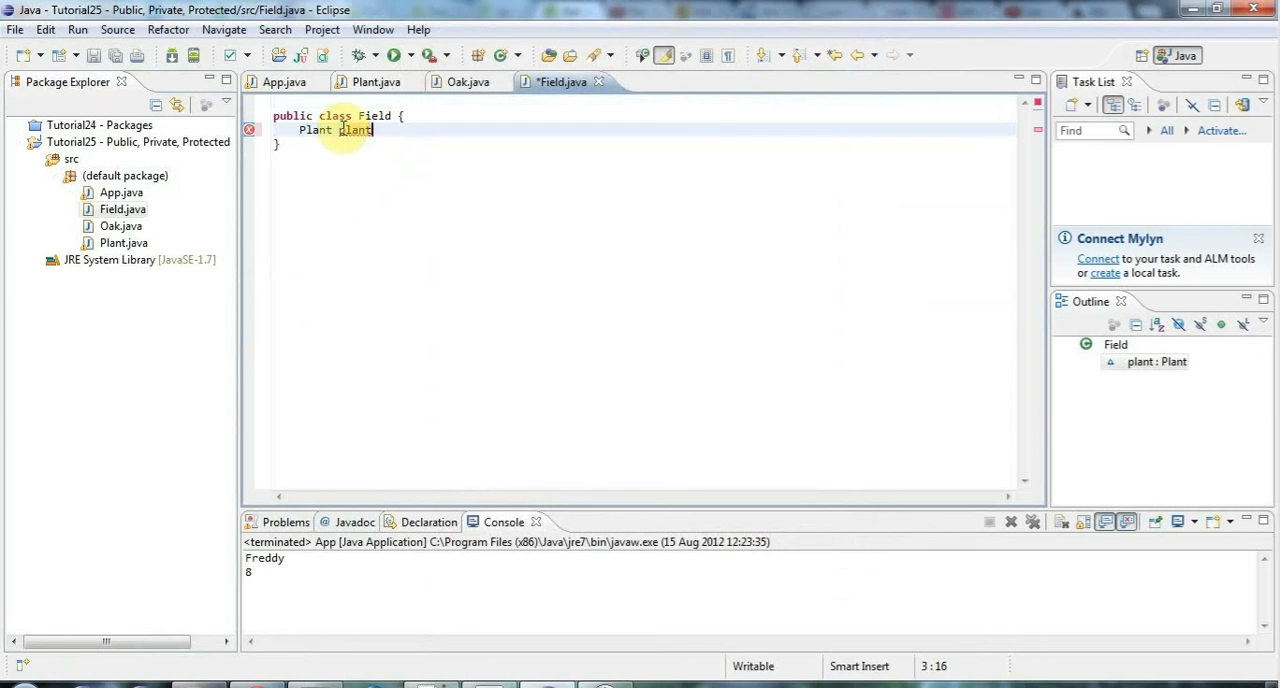 Java - Tutorial25 - Public, Private, Protected/src/Field.java - Eclipse
File Edit Run Source Refactor Navigate Search Project Window Help
Java
Package Explorer
App.java Plant.java Oak.java *Field.java
Task List
Tutorial24 - Packages
Tutorial25 - Public, Private, Protected
src
(default package)
App.java
Field.java
Oak.java
Plant.java
JRE System Library [JavaSE-1.7]
public class Field {
Plant plant
}
Find All Activate...
Connect Mylyn
Connect to your task and ALM tools
or create a local task.
Outline
Field
plant : Plant
Problems @ Javadoc Declaration Console
<terminated> App [Java Application] C:\Program Files (x86)\Java\jre7\bin\javaw.exe (15 Aug 2012 12:23:35)
Freddy
8
Writable Smart Insert 3 : 16